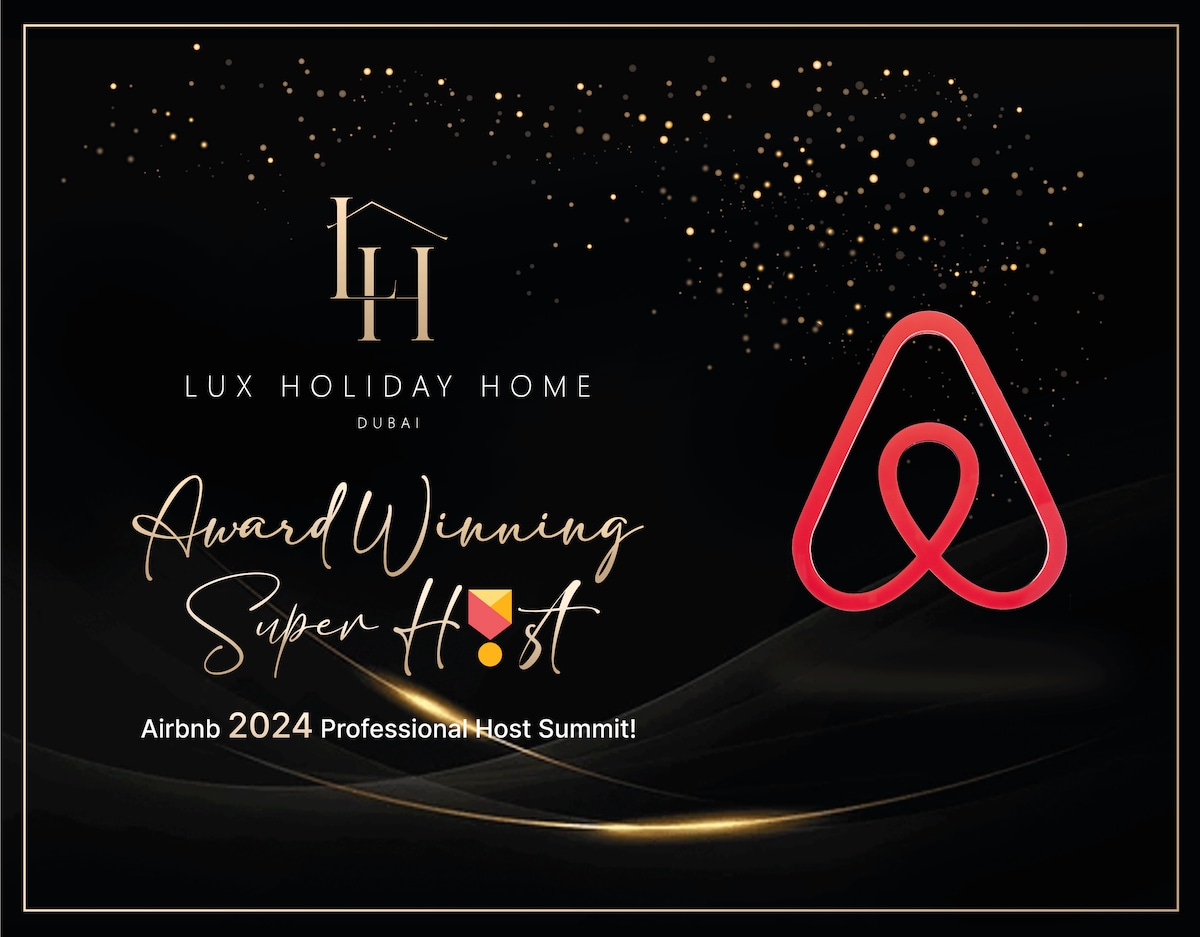 LH
LUX HOLIDAY HOME
DUBAI
Award Winning
Super Host
Airbnb 2024 Professional Host Summit!